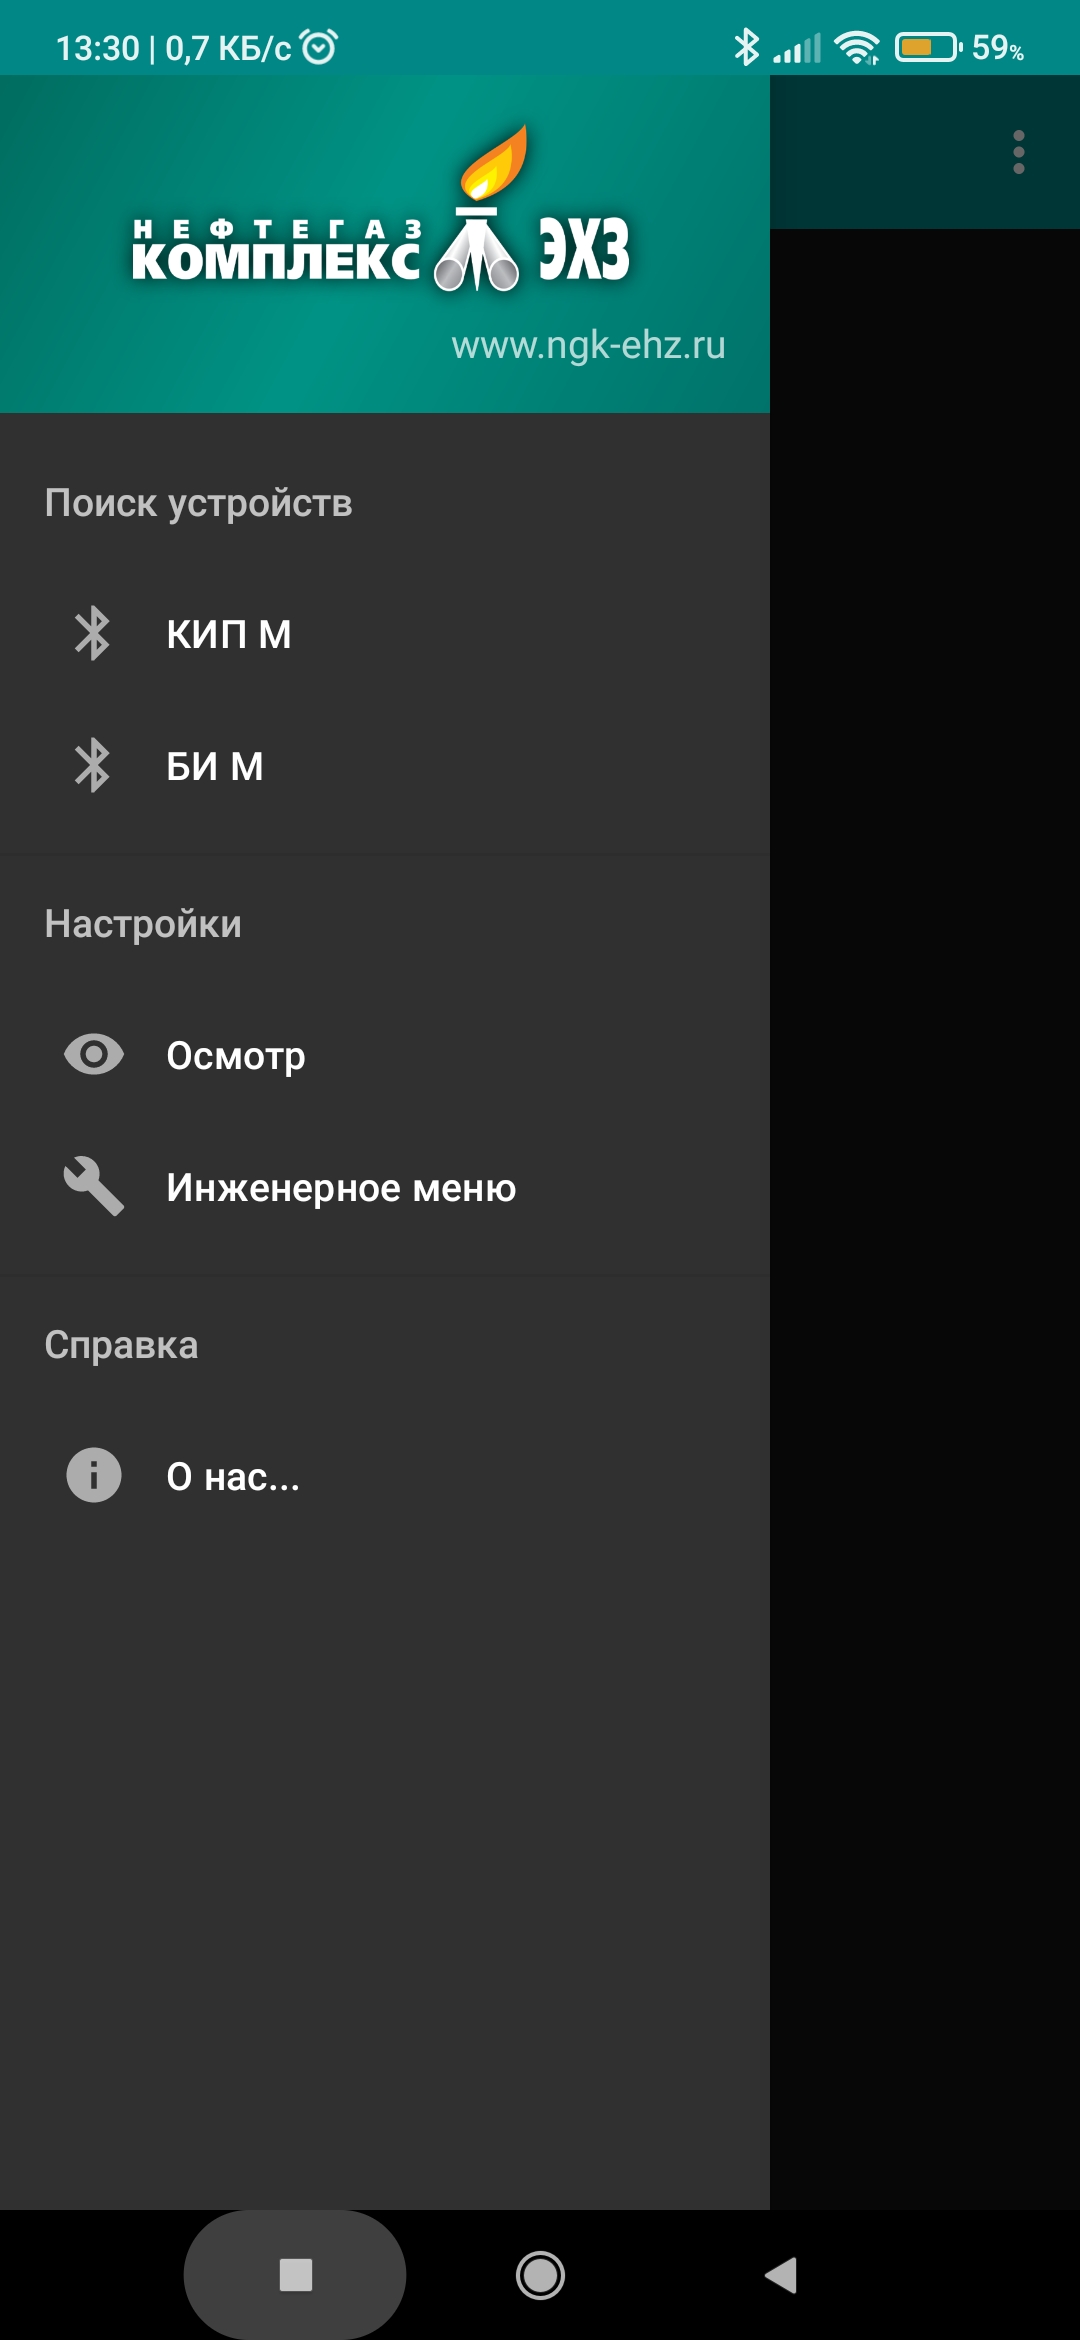 13:30 | 0,7 КБ/с
59%
НЕФТЕГАЗ
КОМПЛЕКС ЭХЗ
www.ngk-ehz.ru
Поиск устройств
КИП М
БИ М
Настройки
Осмотр
Инженерное меню
Справка
О нас...